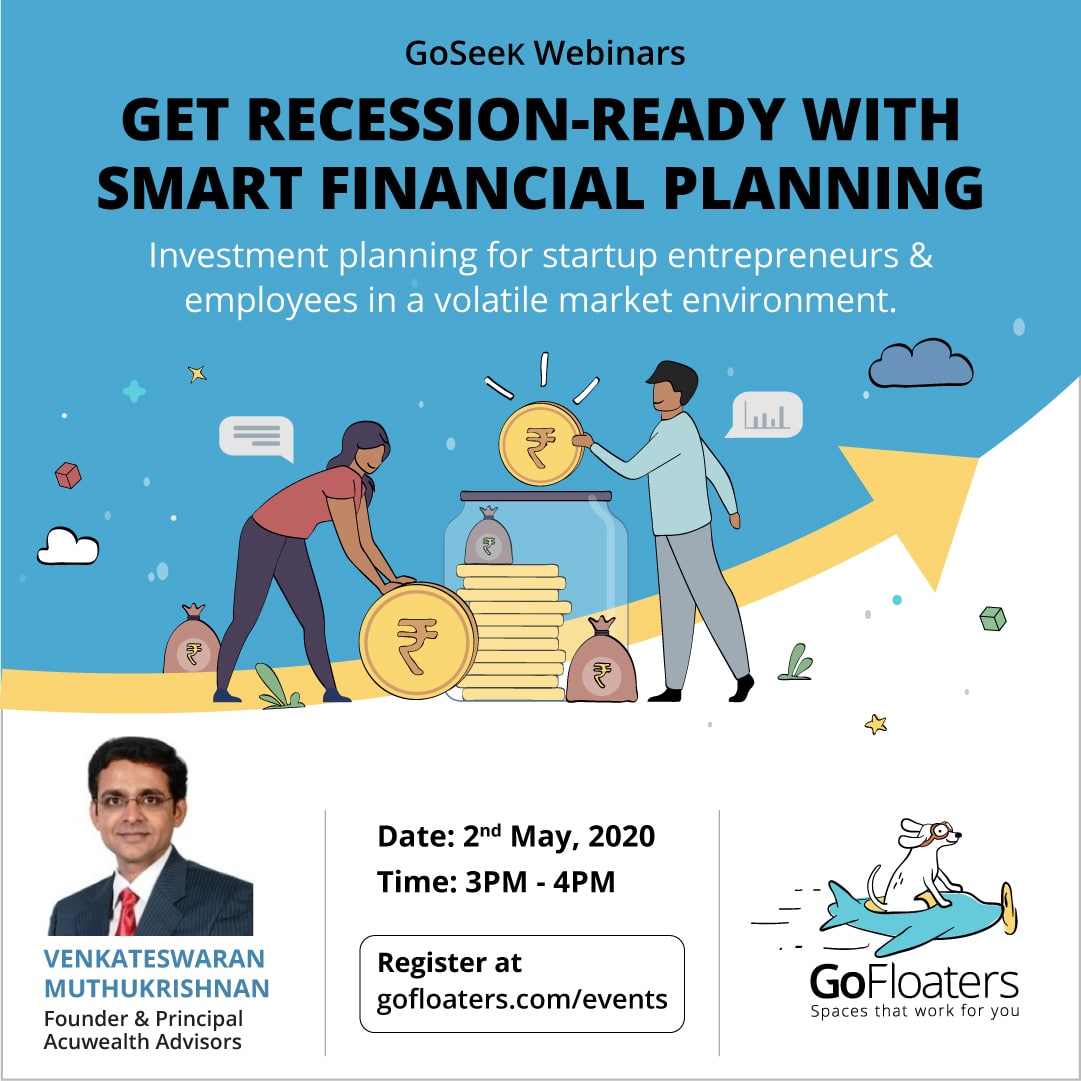 GoSeeK Webinars
GET RECESSION-READY WITH
SMART FINANCIAL PLANNING
Investment planning for startup entrepreneurs &
employees in a volatile market environment.
₹
₹
₹
₹
₹
VENKATESWARAN
MUTHUKRISHNAN
Founder & Principal
Acuwealth Advisors
Date: 2nd May, 2020
Time: 3PM - 4PM
Register at
gofloaters.com/events
GoFloaters
Spaces that work for you